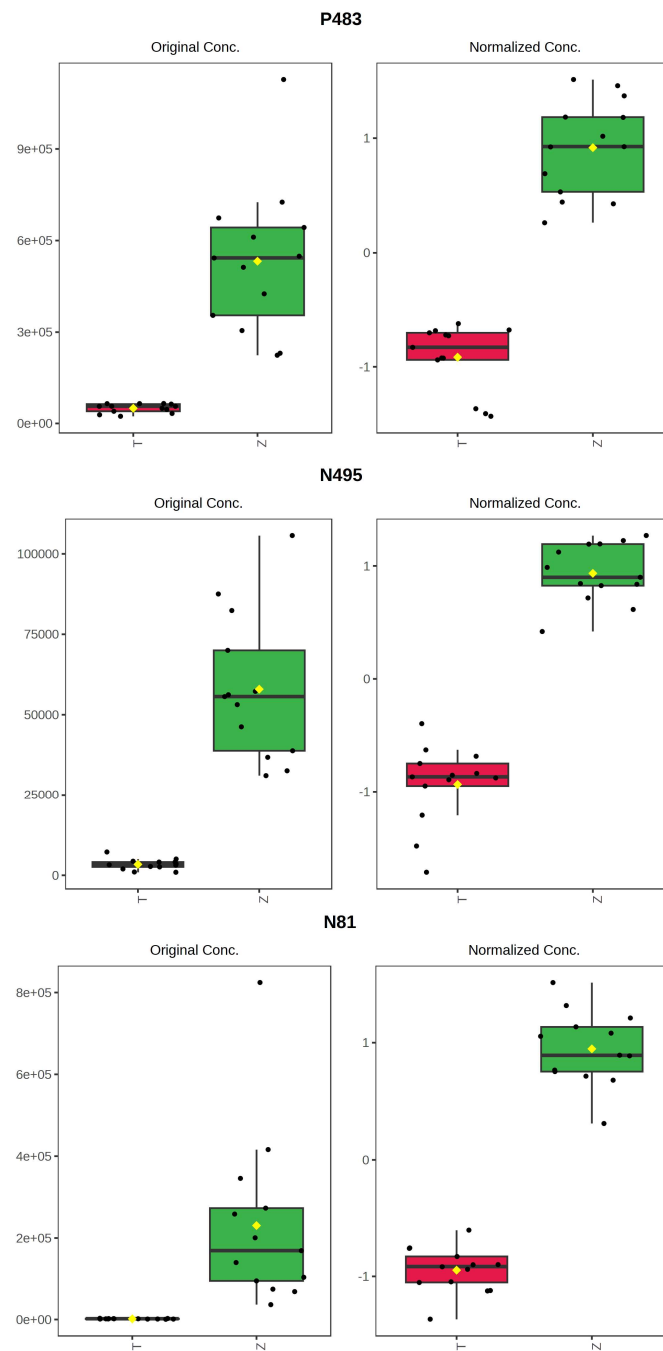 P483
Original Conc.
Normalized Conc.
9e+05
6e+05
3e+05
0e+00
1
0
-1
T
Z
T
Z
N495
Original Conc.
Normalized Conc.
100000
75000
50000
25000
0
1
0
-1
T
Z
T
Z
N81
Original Conc.
Normalized Conc.
8e+05
6e+05
4e+05
2e+05
0e+00
1
0
-1
T
Z
T
Z